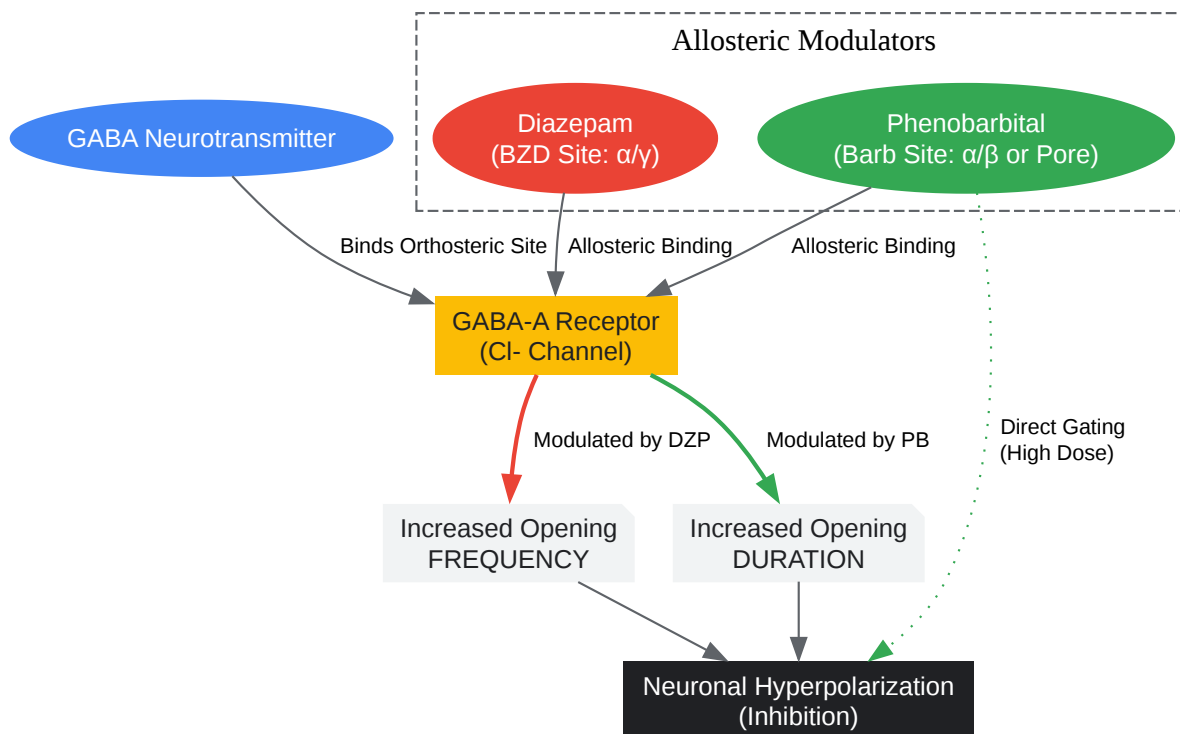 Allosteric Modulators
GABA Neurotransmitter
Diazepam
(BZD Site: α/γ)
Phenobarbital
(Barb Site: α/β or Pore)
Binds Orthosteric Site
Allosteric Binding
Allosteric Binding
GABA-A Receptor
(Cl- Channel)
Modulated by DZP
Modulated by PB
Direct Gating
(High Dose)
Increased Opening
FREQUENCY
Increased Opening
DURATION
Neuronal Hyperpolarization
(Inhibition)